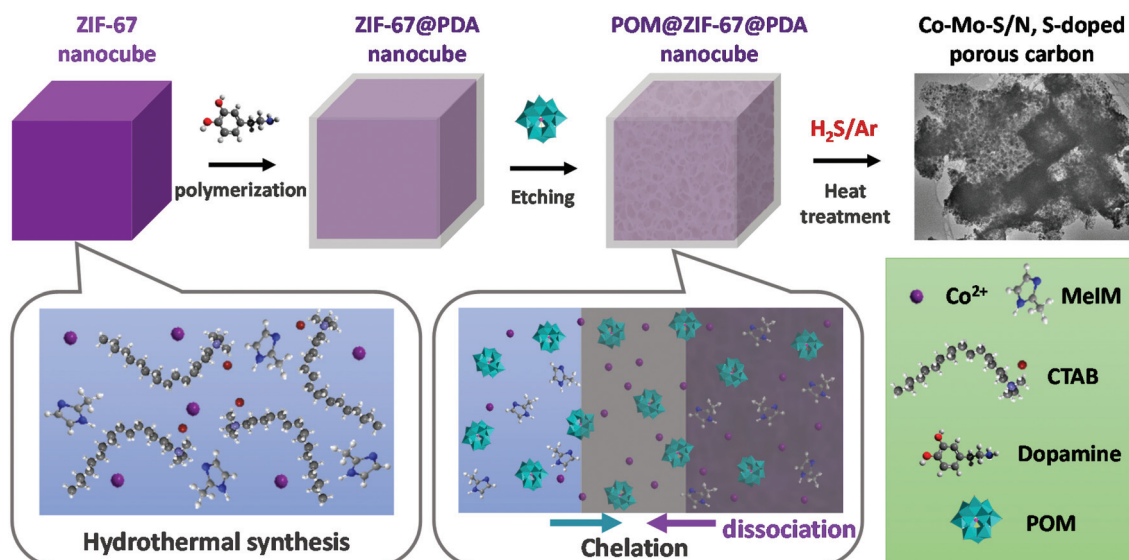 ZIF-67
nanocube
ZIF-67@PDA
nanocube
POM@ZIF-67@PDA
nanocube
Co-Mo-S/N, S-doped
porous carbon
polymerization
Etching
H₂S/Ar
Heat
treatment
Hydrothermal synthesis
dissociation
Chelation
Co²⁺
MeIM
CTAB
Dopamine
POM